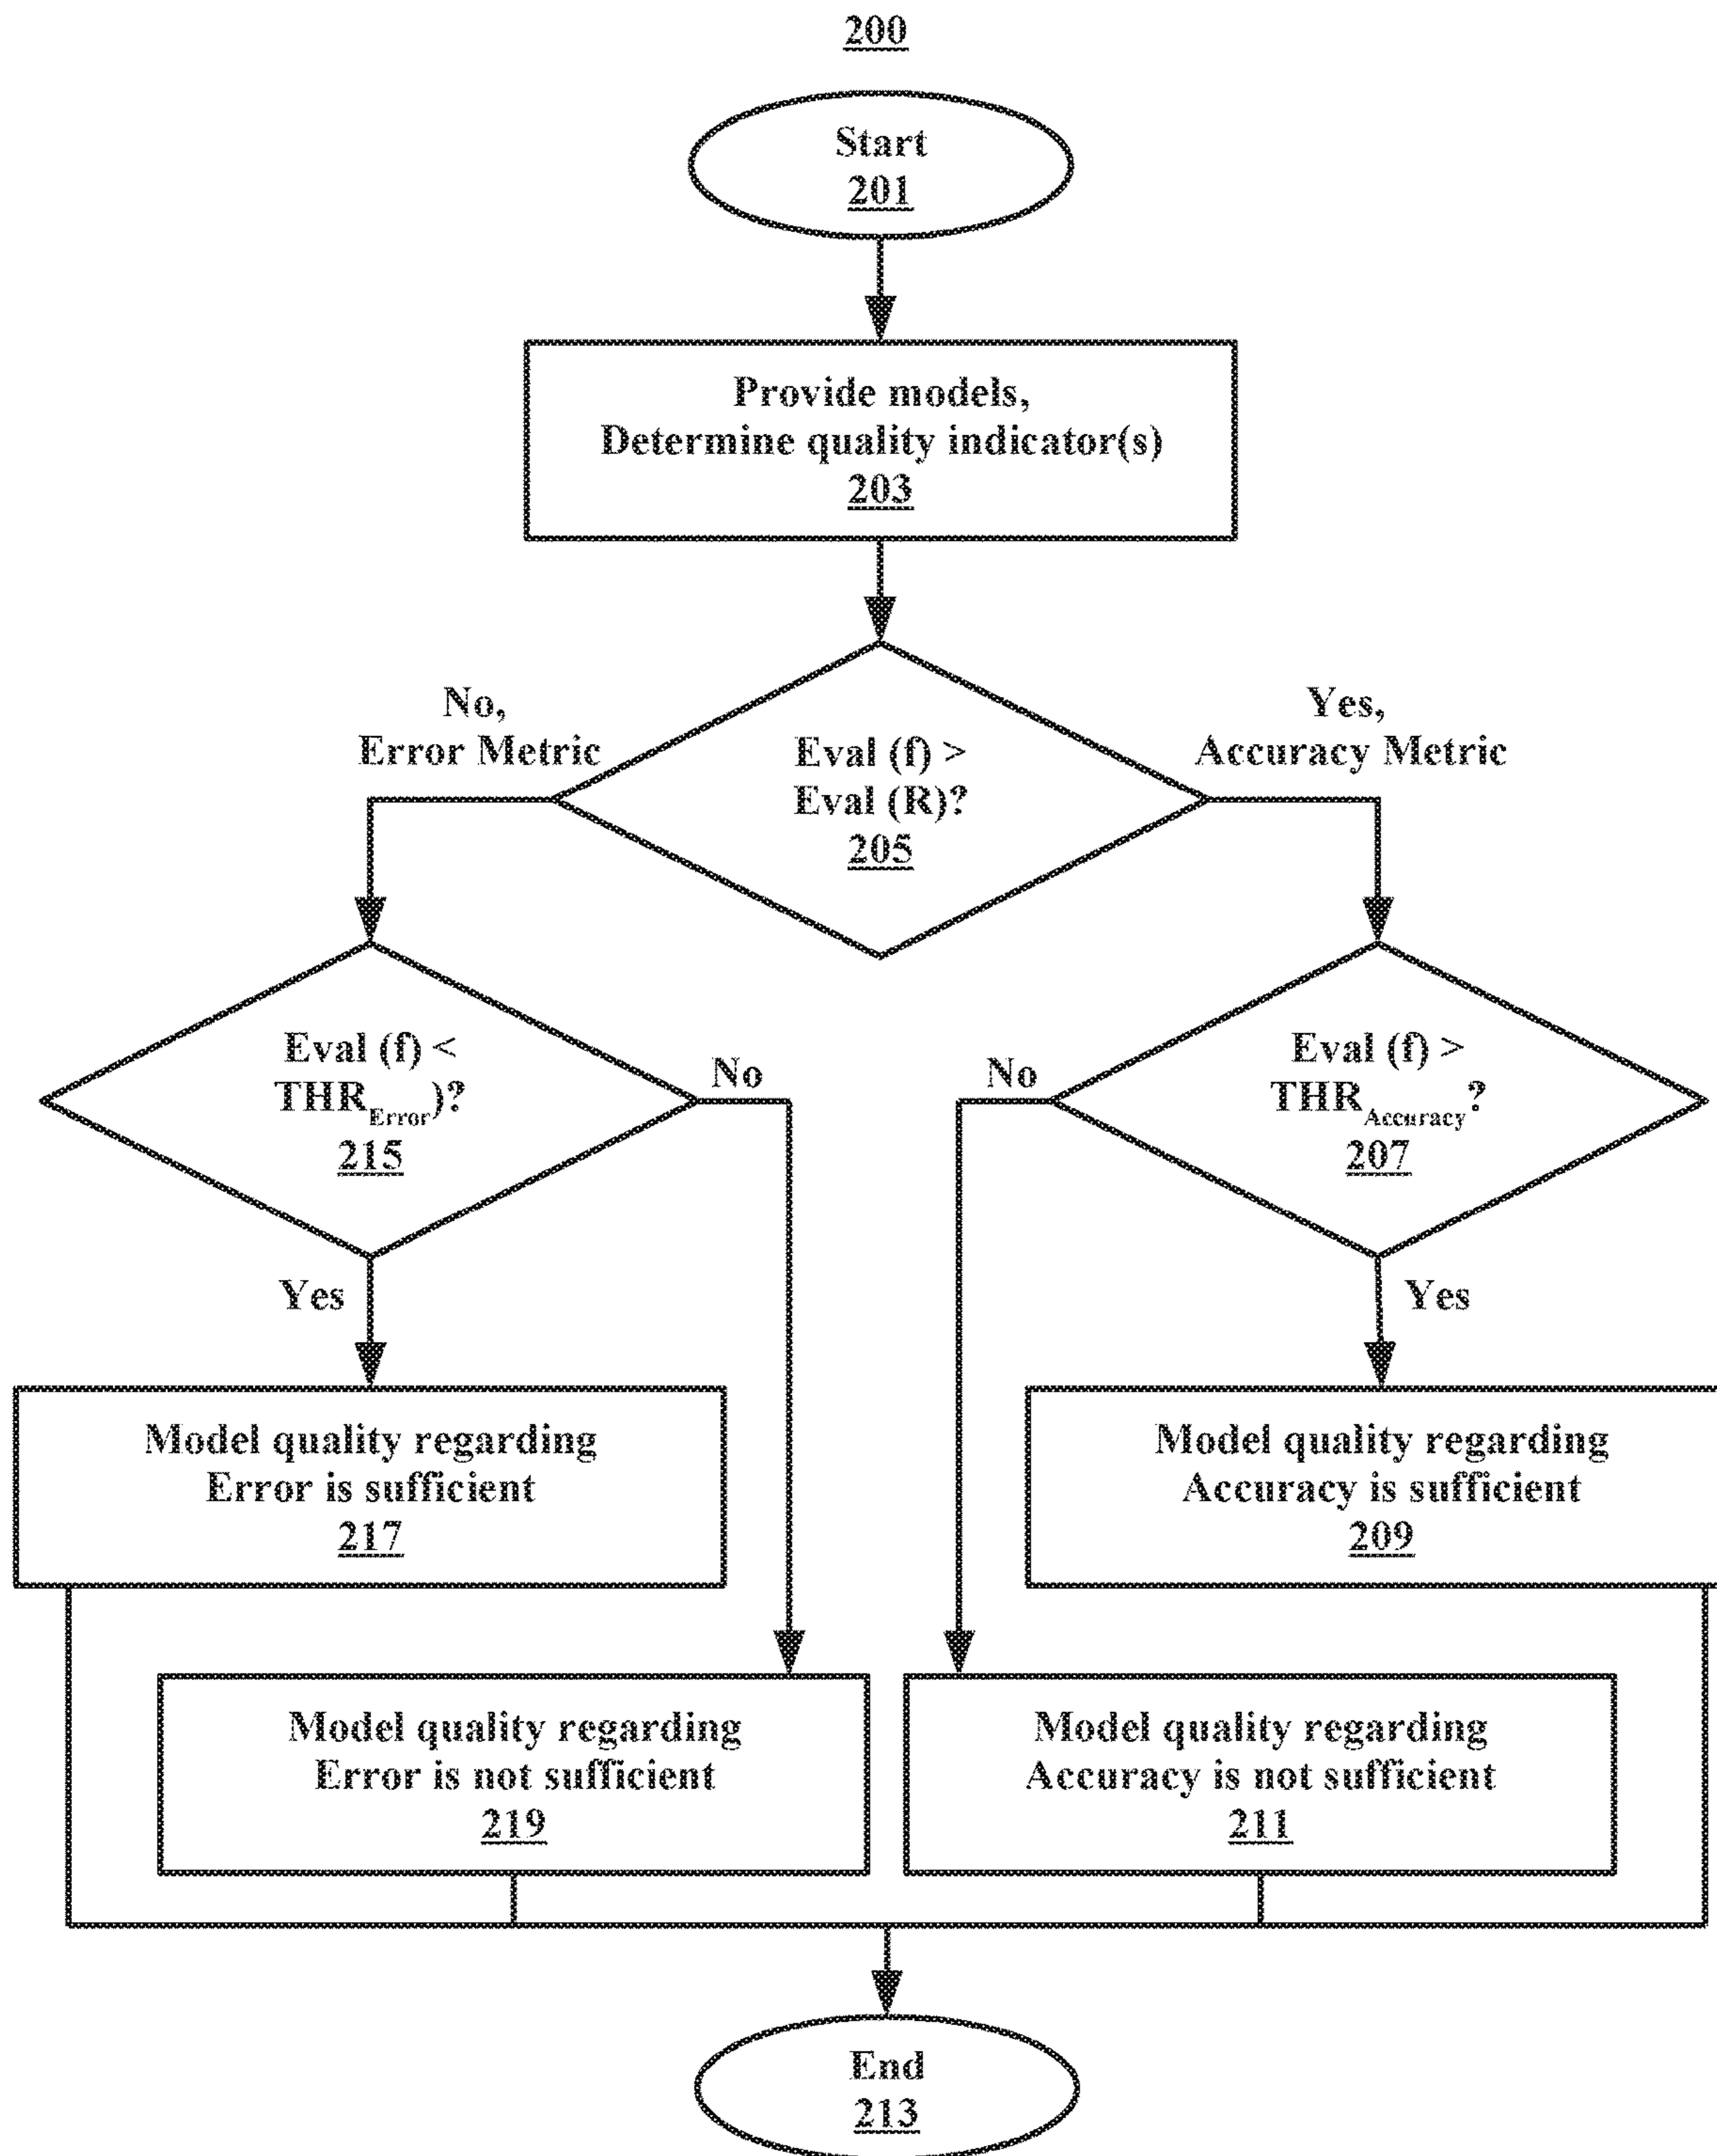 200
Start
201
Provide models,
Determine quality indicator(s)
203
No,
Error Metric
Eval (f) >
Eval (R)?
205
Yes,
Accuracy Metric
Eval (f) <
THR_Error)?
215
No
No
Eval (f) >
THR_Accuracy?
207
Yes
Yes
Model quality regarding
Error is sufficient
217
Model quality regarding
Accuracy is sufficient
209
Model quality regarding
Error is not sufficient
219
Model quality regarding
Accuracy is not sufficient
211
End
213